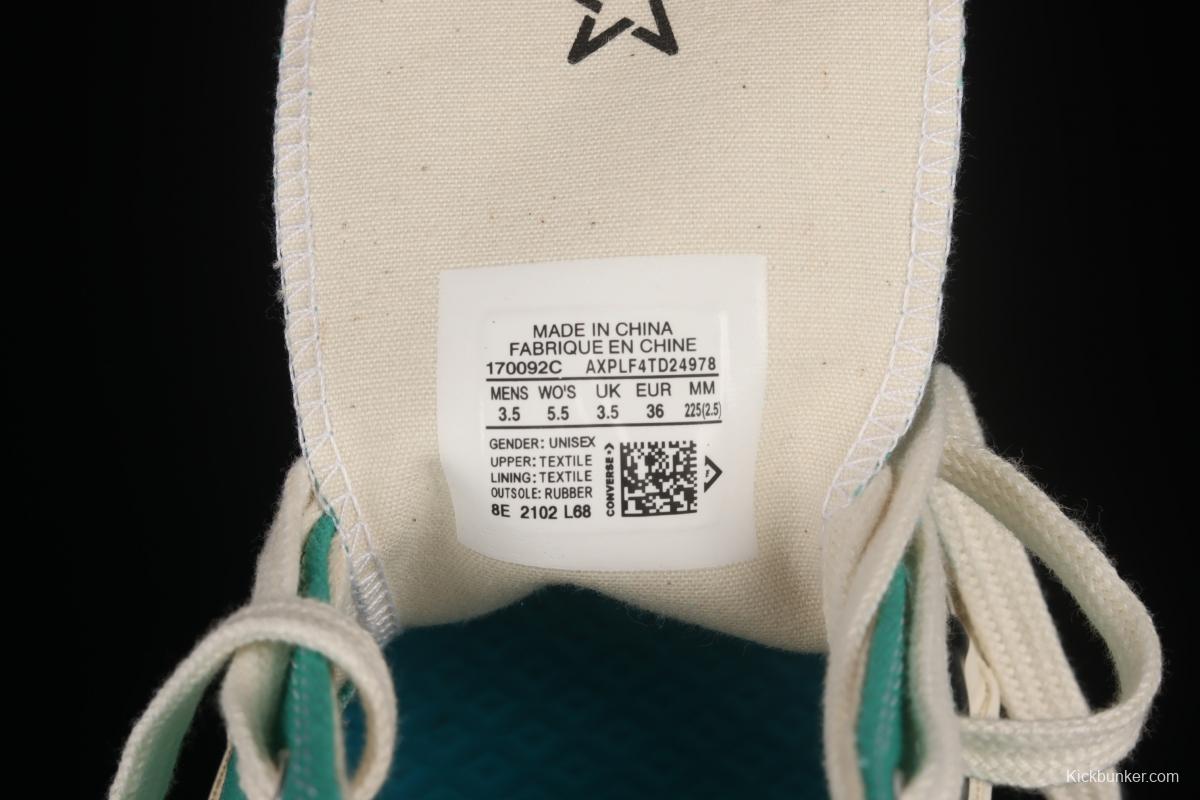 MADE IN CHINA
FABRIQUE EN CHINE
170092C AXPLF4TD24978
MENS WO'S UK EUR MM
3.5 5.5 3.5 36 225(2.5)
GENDER: UNISEX
UPPER: TEXTILE
LINING: TEXTILE
OUTSOLE: RUBBER
8E 2102 L68
CONVERSE
Kickbunker.com